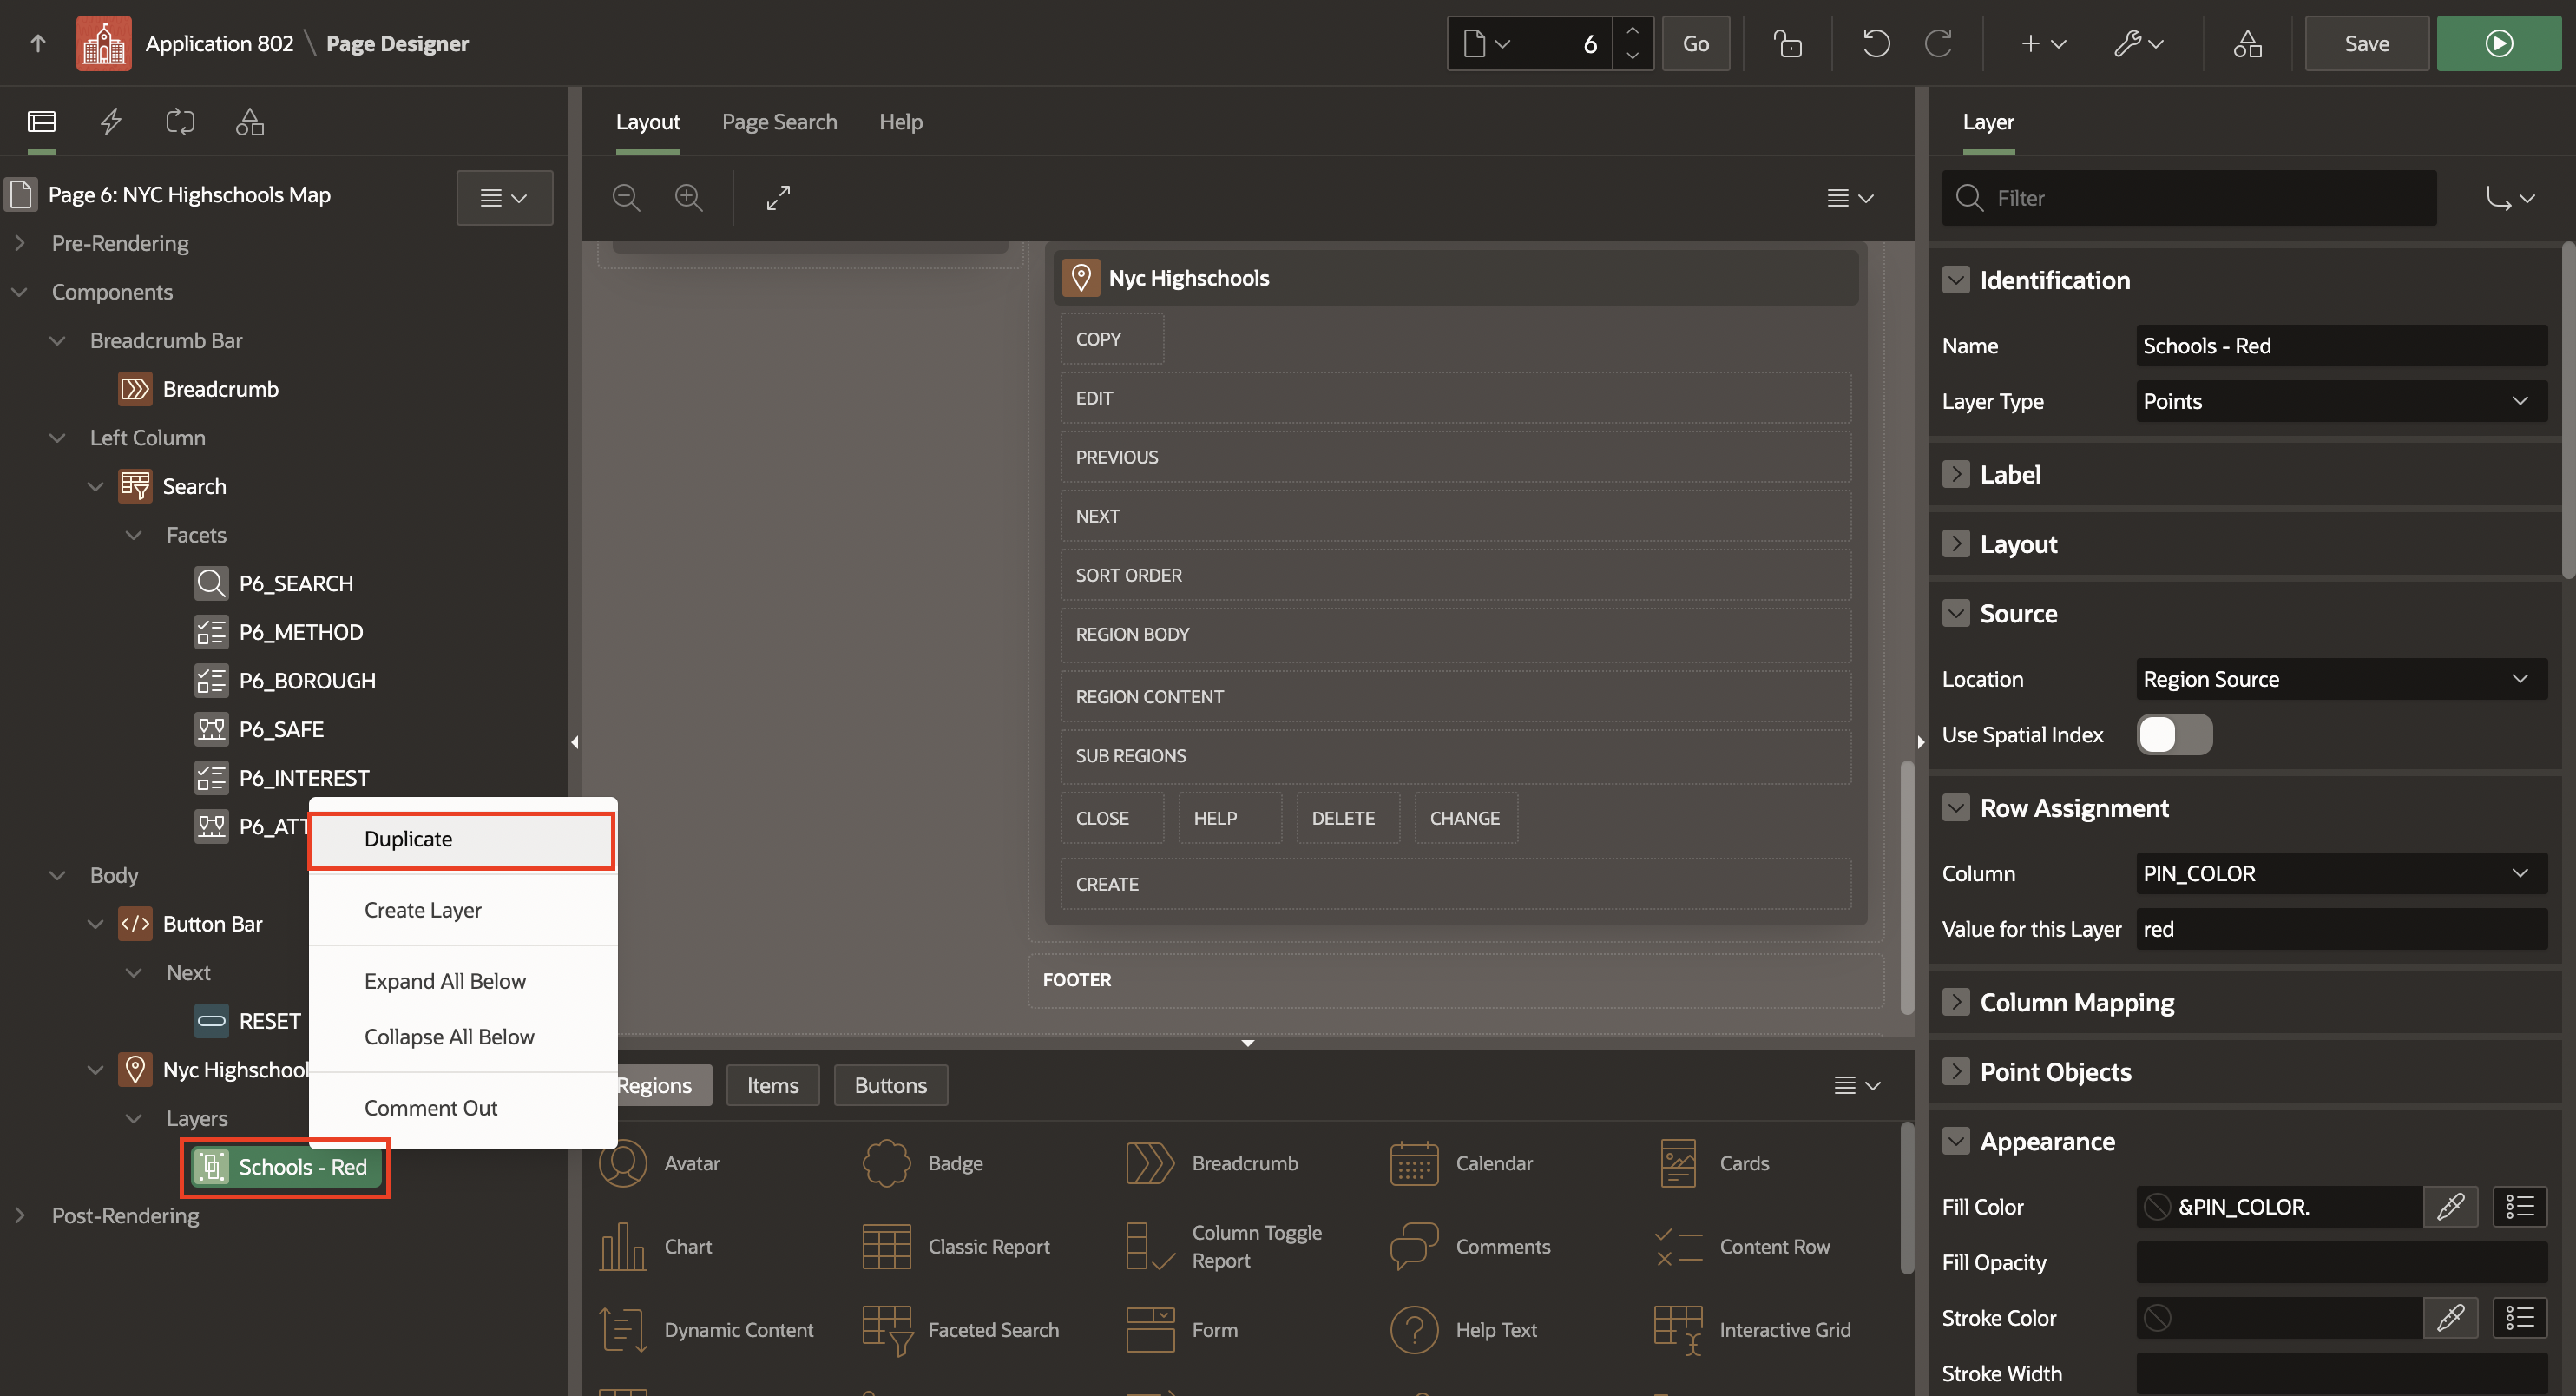 Application 802 \ Page Designer
6
Go
Save
Layout
Page Search
Help
Layer
Page 6: NYC Highschools Map
Pre-Rendering
Components
Breadcrumb Bar
Breadcrumb
Left Column
Search
Facets
P6_SEARCH
P6_METHOD
P6_BOROUGH
P6_SAFE
P6_INTEREST
P6_ATT
Body
Button Bar
Next
RESET
Nyc Highschool
Layers
Schools - Red
Post-Rendering
Duplicate
Create Layer
Expand All Below
Collapse All Below
Comment Out
Nyc Highschools
COPY
EDIT
PREVIOUS
NEXT
SORT ORDER
REGION BODY
REGION CONTENT
SUB REGIONS
CLOSE
HELP
DELETE
CHANGE
CREATE
FOOTER
Regions
Items
Buttons
Avatar
Badge
Breadcrumb
Calendar
Cards
Chart
Classic Report
Column Toggle
Report
Comments
Content Row
Dynamic Content
Faceted Search
Form
Help Text
Interactive Grid
Filter
Identification
Name
Schools - Red
Layer Type
Points
Label
Layout
Source
Location
Region Source
Use Spatial Index
Row Assignment
Column
PIN_COLOR
Value for this Layer
red
Column Mapping
Point Objects
Appearance
Fill Color
&PIN_COLOR.
Fill Opacity
Stroke Color
Stroke Width